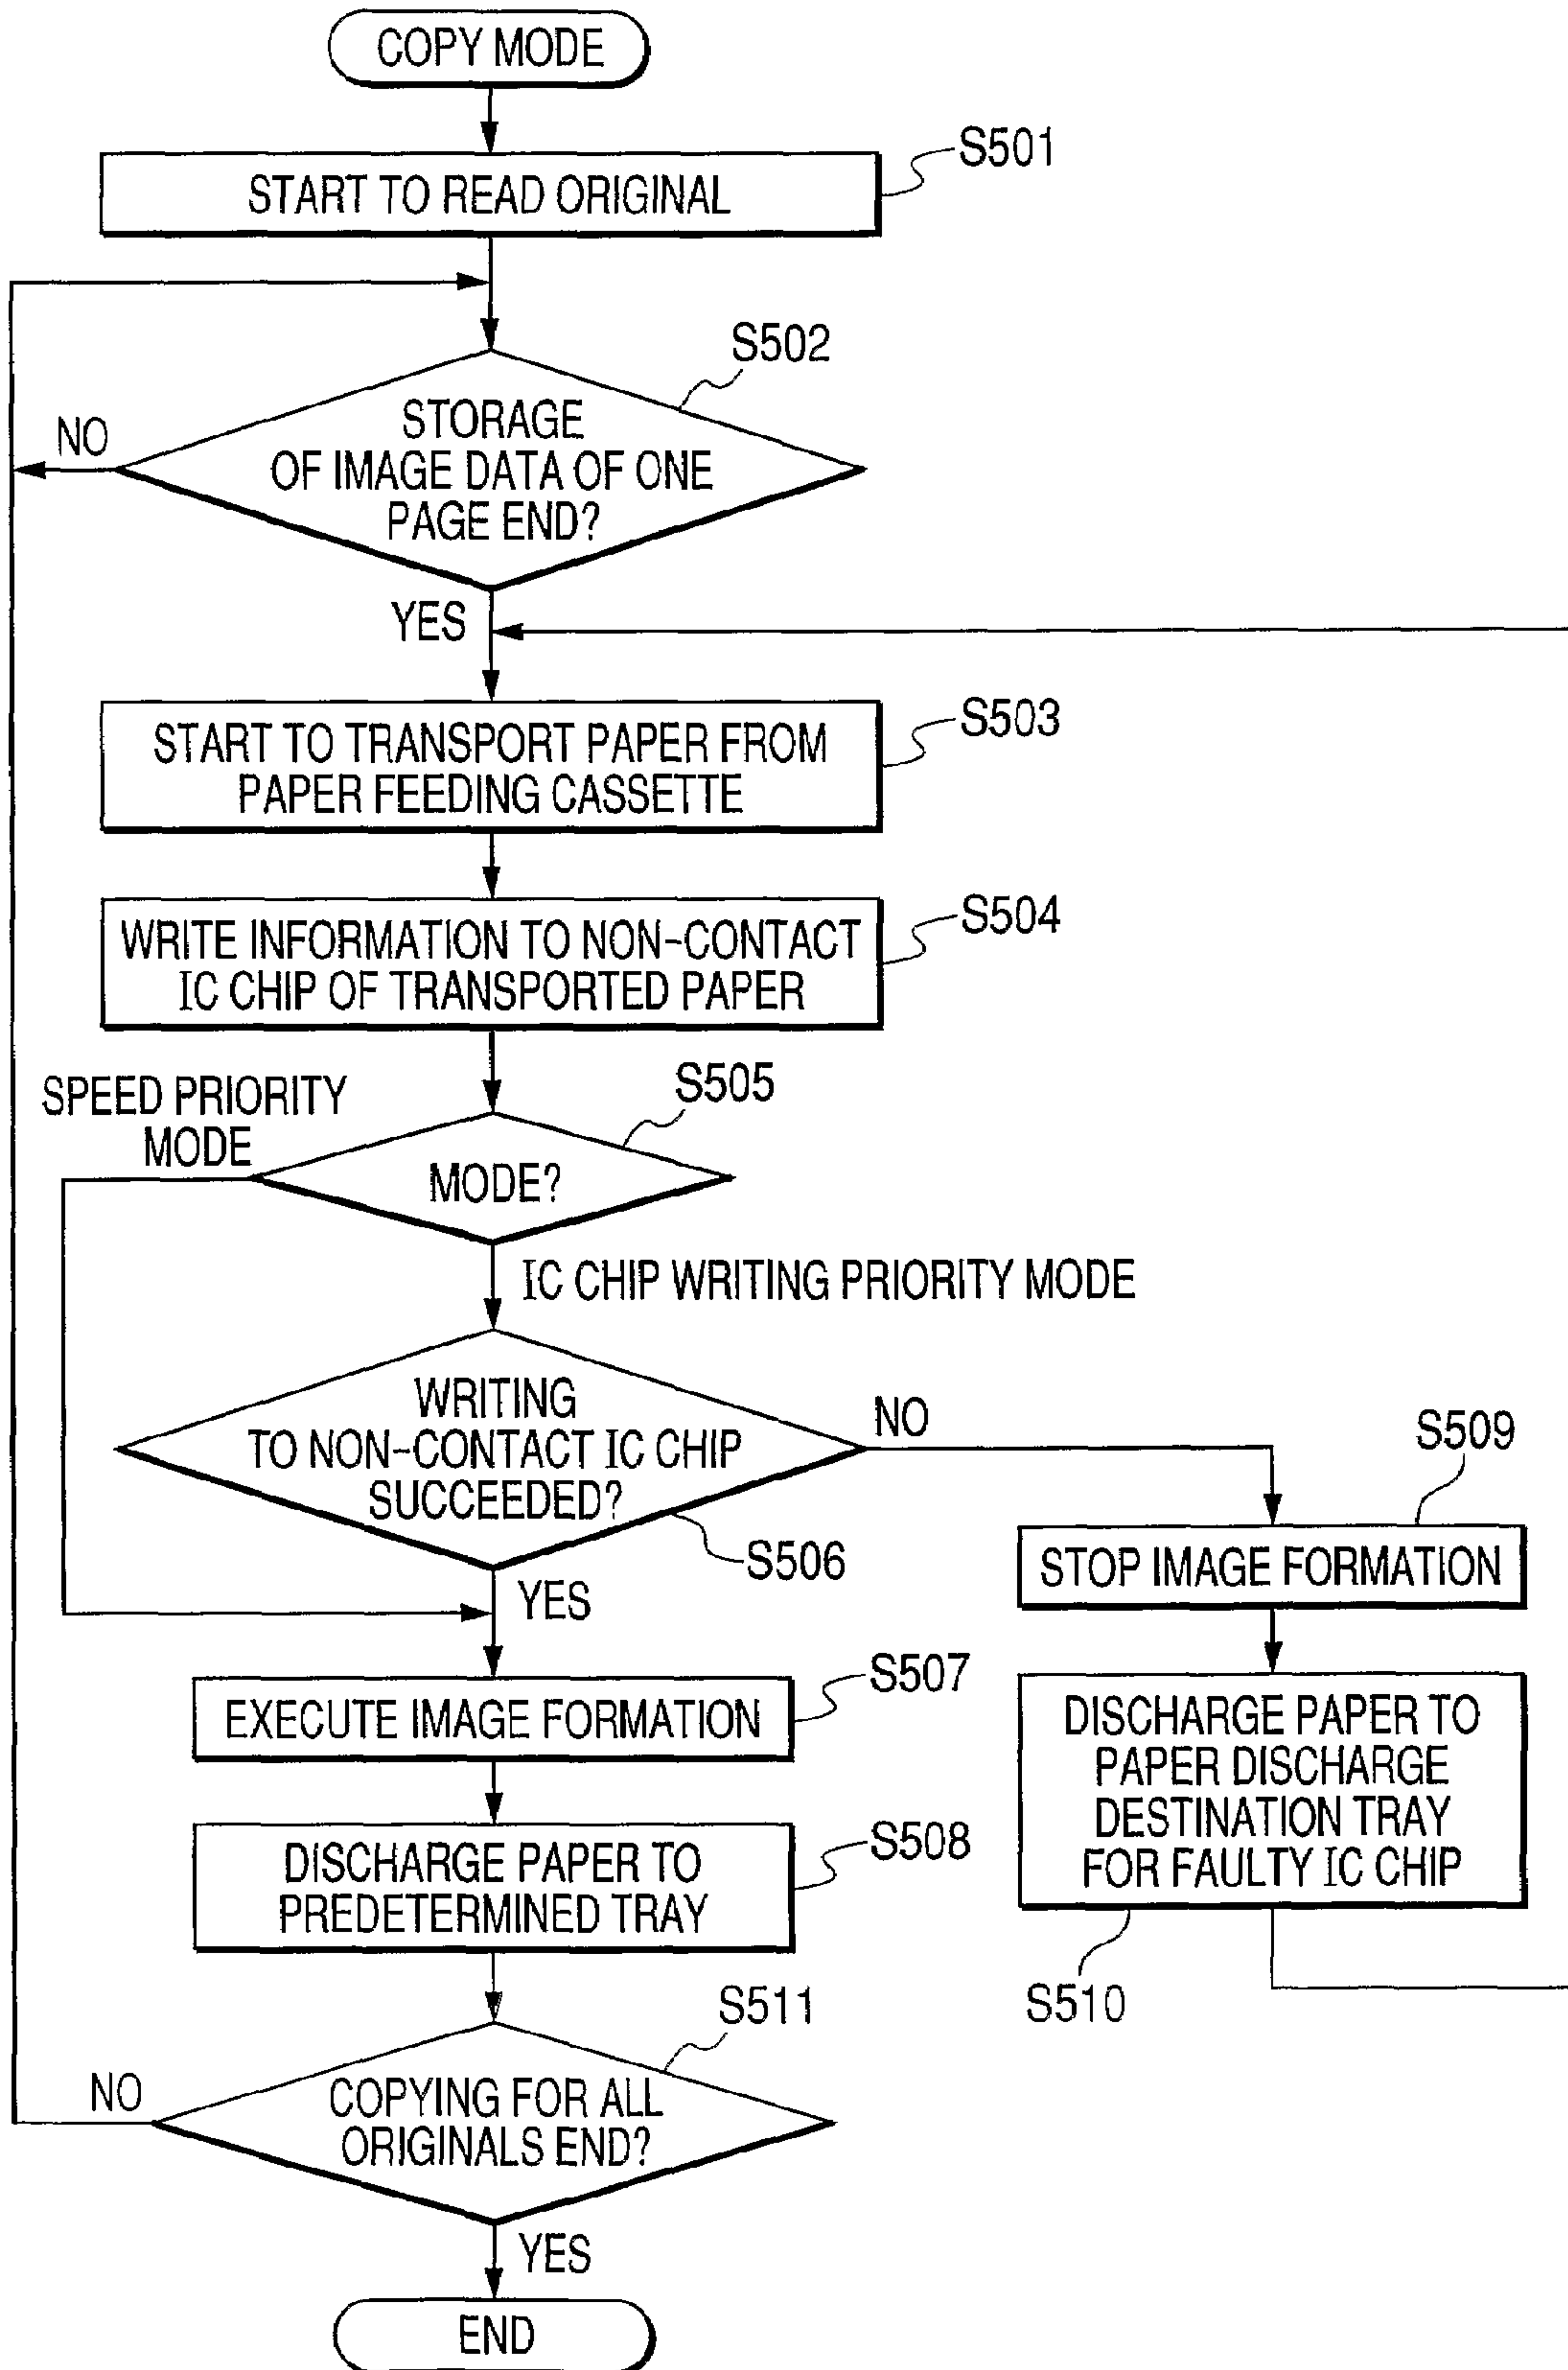 COPY MODE
S501
START TO READ ORIGINAL
S502
STORAGE
OF IMAGE DATA OF ONE
PAGE END?
NO
YES
S503
START TO TRANSPORT PAPER FROM
PAPER FEEDING CASSETTE
S504
WRITE INFORMATION TO NON-CONTACT
IC CHIP OF TRANSPORTED PAPER
S505
SPEED PRIORITY
MODE
MODE?
IC CHIP WRITING PRIORITY MODE
WRITING
TO NON-CONTACT IC CHIP
SUCCEEDED?
NO
S506
YES
S509
STOP IMAGE FORMATION
S507
EXECUTE IMAGE FORMATION
DISCHARGE PAPER TO
PAPER DISCHARGE
DESTINATION TRAY
FOR FAULTY IC CHIP
S510
S508
DISCHARGE PAPER TO
PREDETERMINED TRAY
S511
COPYING FOR ALL
ORIGINALS END?
NO
YES
END